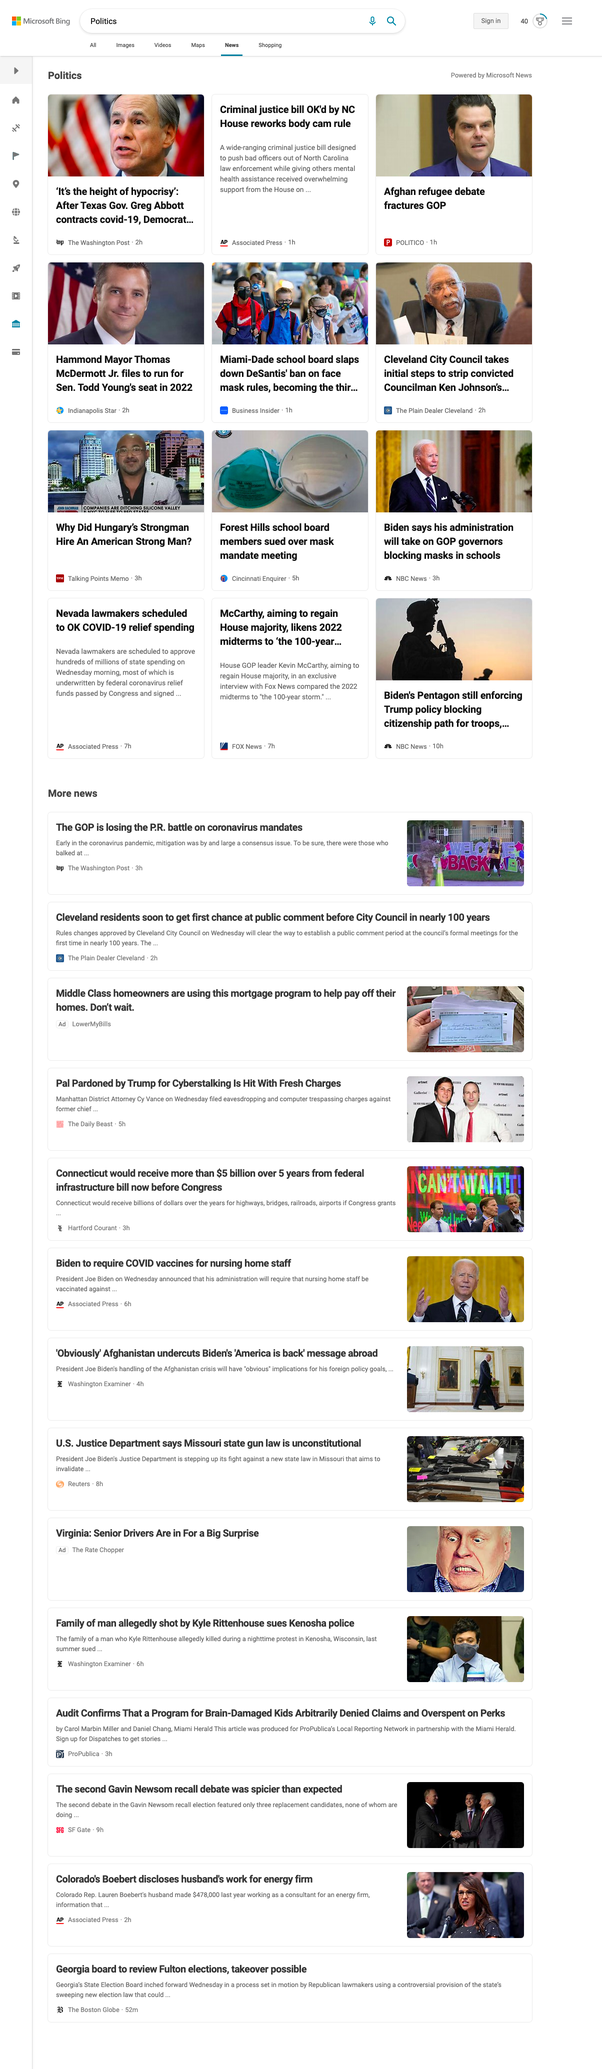 Microsoft Bing
Politics
Sign in
40
All
Images
Videos
Maps
News
Shopping
Politics
Powered by Microsoft News
'It's the height of hypocrisy':
After Texas Gov. Greg Abbott
contracts covid-19, Democrat...
wp The Washington Post · 2h
Criminal justice bill OK'd by NC
House reworks body cam rule
A wide-ranging criminal justice bill designed
to push bad officers out of North Carolina
law enforcement while giving others mental
health assistance received overwhelming
support from the House on ...
AP Associated Press · 1h
Afghan refugee debate
fractures GOP
P POLITICO · 1h
Hammond Mayor Thomas
McDermott Jr. files to run for
Sen. Todd Young's seat in 2022
Indianapolis Star · 2h
Miami-Dade school board slaps
down DeSantis' ban on face
mask rules, becoming the thir...
Business Insider · 1h
Cleveland City Council takes
initial steps to strip convicted
Councilman Ken Johnson's...
The Plain Dealer Cleveland · 2h
COMPANIES ARE DITCHING SILICONE VALLEY
Why Did Hungary's Strongman
Hire An American Strong Man?
Talking Points Memo · 3h
Forest Hills school board
members sued over mask
mandate meeting
Cincinnati Enquirer · 5h
Biden says his administration
will take on GOP governors
blocking masks in schools
NBC News · 3h
Nevada lawmakers scheduled
to OK COVID-19 relief spending
Nevada lawmakers are scheduled to approve
hundreds of millions of state spending on
Wednesday morning, most of which is
underwritten by federal coronavirus relief
funds passed by Congress and signed ...
AP Associated Press · 7h
McCarthy, aiming to regain
House majority, likens 2022
midterms to 'the 100-year...
House GOP leader Kevin McCarthy, aiming to
regain House majority, in an exclusive
interview with Fox News compared the 2022
midterms to "the 100-year storm." ...
FOX News · 7h
Biden's Pentagon still enforcing
Trump policy blocking
citizenship path for troops,...
NBC News · 10h
More news
The GOP is losing the P.R. battle on coronavirus mandates
Early in the coronavirus pandemic, mitigation was by and large a consensus issue. To be sure, there were those who
balked at ...
wp The Washington Post · 3h
WELCOME
BACK
Cleveland residents soon to get first chance at public comment before City Council in nearly 100 years
Rules changes approved by Cleveland City Council on Wednesday will clear the way to establish a public comment period at the council's formal meetings for the
first time in nearly 100 years. The ...
The Plain Dealer Cleveland · 2h
Middle Class homeowners are using this mortgage program to help pay off their
homes. Don't wait.
Ad LowerMyBills
Pal Pardoned by Trump for Cyberstalking Is Hit With Fresh Charges
Manhattan District Attorney Cy Vance on Wednesday filed eavesdropping and computer trespassing charges against
former chief ...
The Daily Beast · 5h
Connecticut would receive more than $5 billion over 5 years from federal
infrastructure bill now before Congress
Connecticut would receive billions of dollars over the years for highways, bridges, railroads, airports if Congress grants
...
Hartford Courant · 3h
CAN'T WAIT!
Biden to require COVID vaccines for nursing home staff
President Joe Biden on Wednesday announced that his administration will require that nursing home staff be
vaccinated against ...
AP Associated Press · 6h
'Obviously' Afghanistan undercuts Biden's 'America is back' message abroad
President Joe Biden's handling of the Afghanistan crisis will have "obvious" implications for his foreign policy goals, ...
Washington Examiner · 4h
U.S. Justice Department says Missouri state gun law is unconstitutional
President Joe Biden's Justice Department is stepping up its fight against a new state law in Missouri that aims to
invalidate ...
Reuters · 8h
Virginia: Senior Drivers Are in For a Big Surprise
Ad The Rate Chopper
Family of man allegedly shot by Kyle Rittenhouse sues Kenosha police
The family of a man who Kyle Rittenhouse allegedly killed during a nighttime protest in Kenosha, Wisconsin, last
summer sued ...
Washington Examiner · 6h
Audit Confirms That a Program for Brain-Damaged Kids Arbitrarily Denied Claims and Overspent on Perks
by Carol Marbin Miller and Daniel Chang, Miami Herald This article was produced for ProPublica's Local Reporting Network in partnership with the Miami Herald.
Sign up for Dispatches to get stories ...
ProPublica · 3h
The second Gavin Newsom recall debate was spicier than expected
The second debate in the Gavin Newsom recall election featured only three replacement candidates, none of whom are
doing ...
SF Gate · 9h
Colorado's Boebert discloses husband's work for energy firm
Colorado Rep. Lauren Boebert's husband made $478,000 last year working as a consultant for an energy firm,
information that ...
AP Associated Press · 2h
Georgia board to review Fulton elections, takeover possible
Georgia's State Election Board inched forward Wednesday in a process set in motion by Republican lawmakers using a controversial provision of the state's
sweeping new election law that could ...
B The Boston Globe · 52m